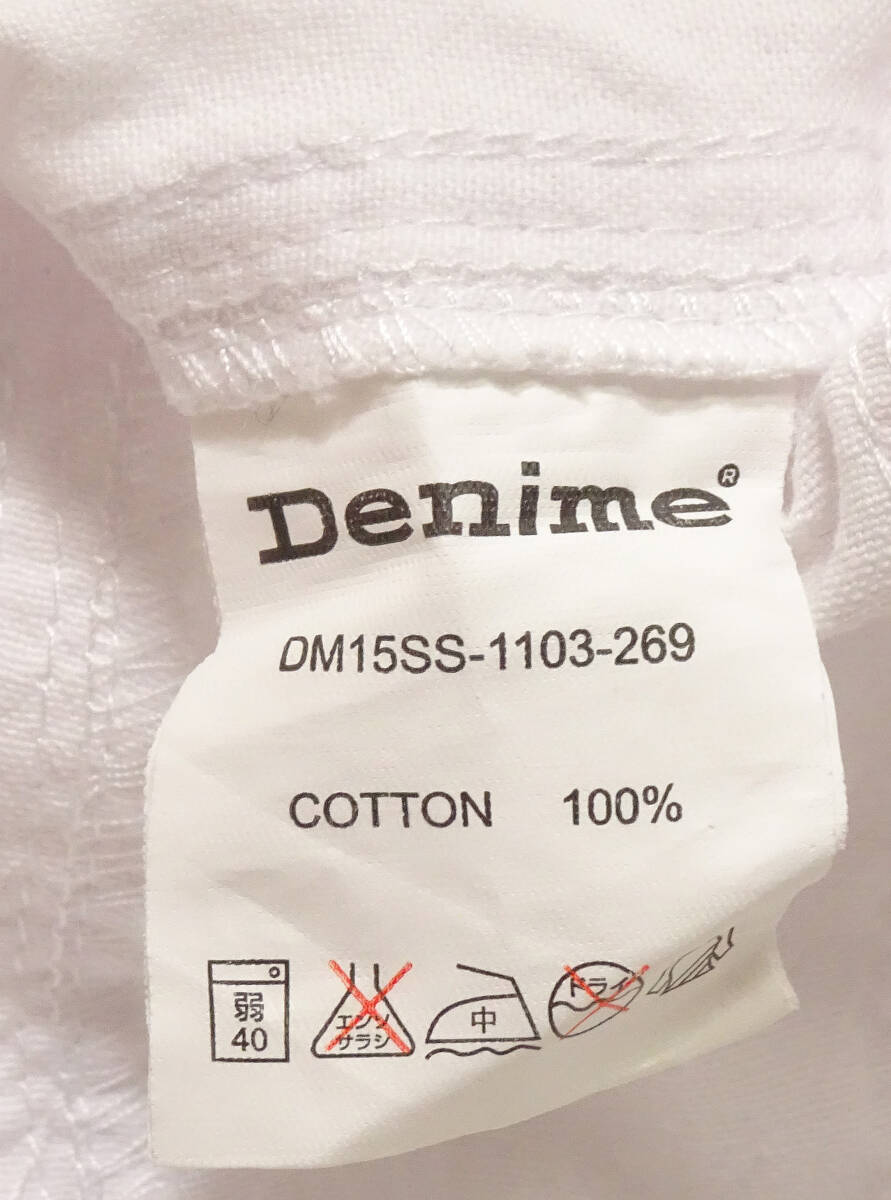 Denime®
DM15SS-1103-269
COTTON 100%
弱
40
エンソ
サラシ
中
ドライ